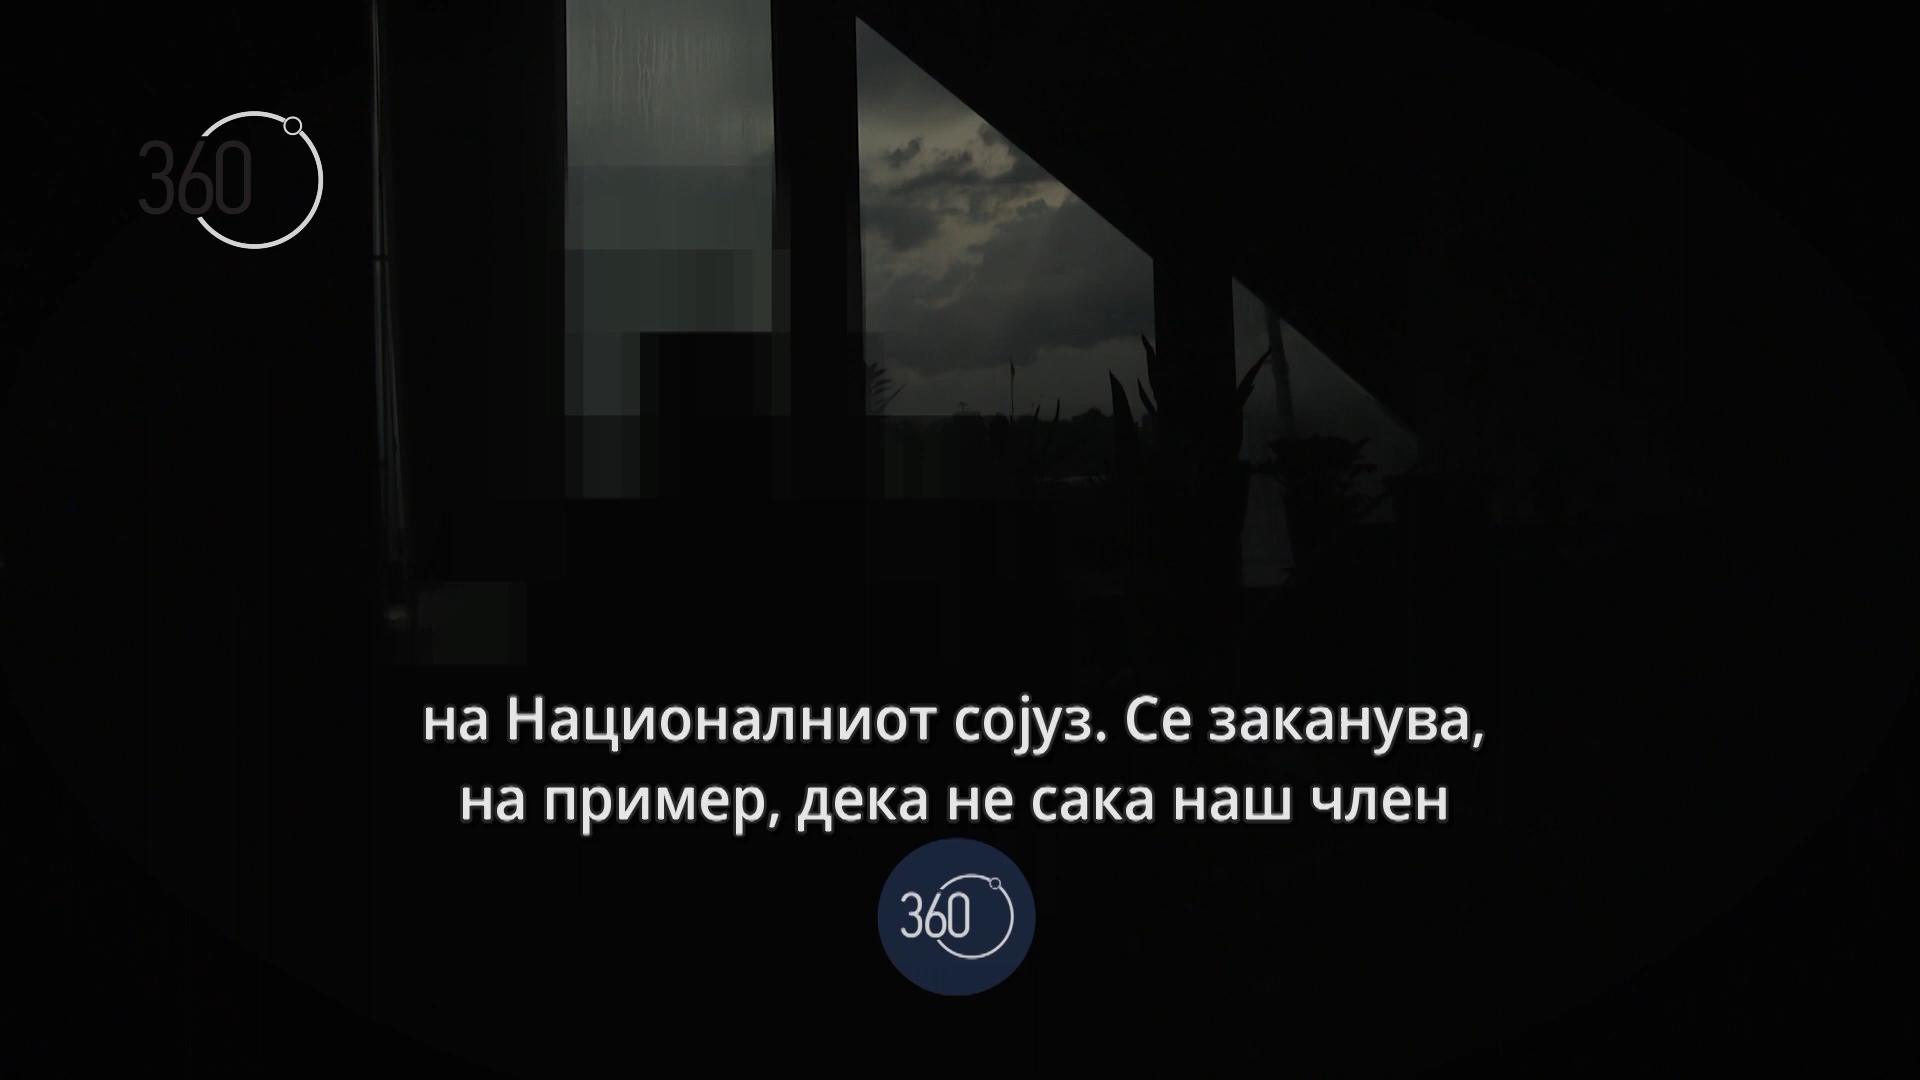 360
на Националниот сојуз. Се заканува,
на пример, дека не сака наш член
360